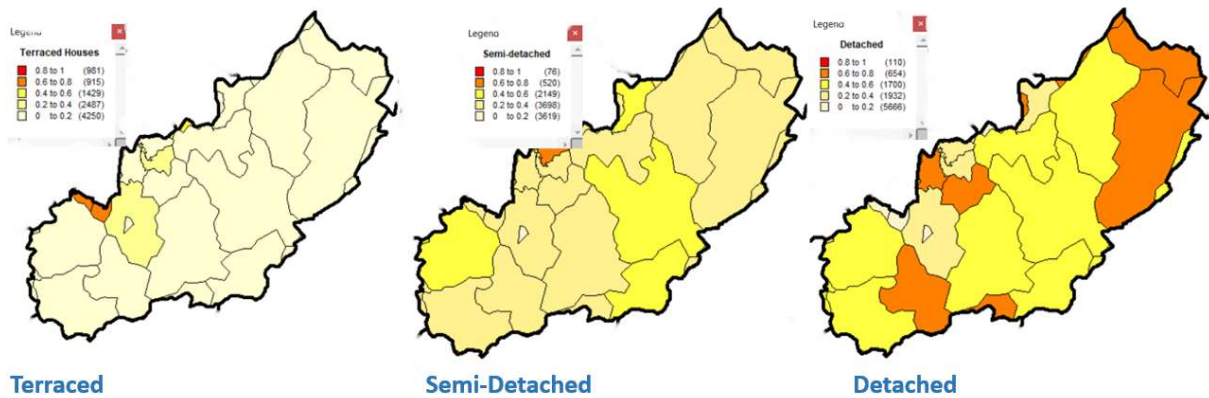 Legena
Terraced Houses
0.8 to 1 (981)
0.6 to 0.8 (915)
0.4 to 0.6 (1429)
0.2 to 0.4 (2487)
0 to 0.2 (4250)
Legena
Semi-detached
0.8 to 1 (76)
0.6 to 0.8 (520)
0.4 to 0.6 (2149)
0.2 to 0.4 (3698)
0 to 0.2 (3619)
Legena
Detached
0.8 to 1 (110)
0.6 to 0.8 (654)
0.4 to 0.6 (1700)
0.2 to 0.4 (1932)
0 to 0.2 (5666)
Terraced
Semi-Detached
Detached